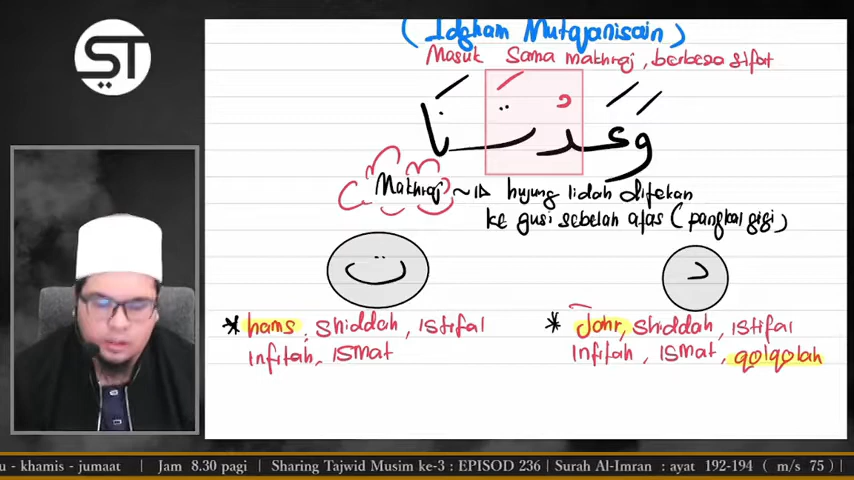 ST
(Idgham Mutajanisain)
Masuk Sama makhraj, berbeza sifat
وَعَدْتَنَا
Makhraj ~ hujung lidah ditekan
ke gusi sebelah atas (pangkal gigi)
ت
د
* hams, shiddah, istifal
infitah, ismat
* Jahr, shiddah, istifal
infitah, ismat, qolqolah
u - khamis - jumaat | Jam 8.30 pagi | Sharing Tajwid Musim ke-3 : EPISOD 236 | Surah Al-Imran : ayat 192-194 ( m/s 75 ) |